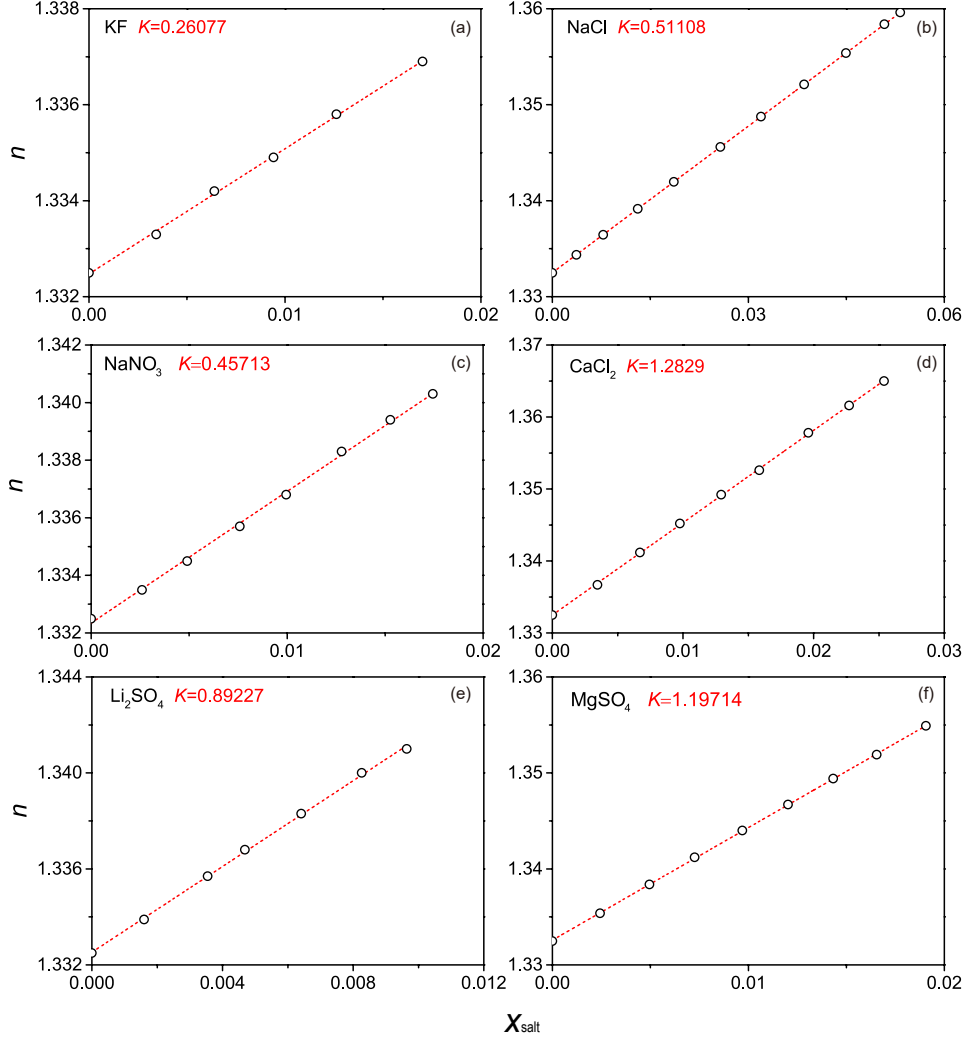 1.338
KF K=0.26077 (a)
1.336
n
1.334
1.332
0.00 0.01 0.02
1.36
NaCl K=0.51108 (b)
1.35
1.34
1.33
0.00 0.03 0.06
1.342
NaNO₃ K=0.45713 (c)
1.340
1.338
n
1.336
1.334
1.332
0.00 0.01 0.02
1.37
CaCl₂ K=1.2829 (d)
1.36
1.35
1.34
1.33
0.00 0.01 0.02 0.03
1.344
Li₂SO₄ K=0.89227 (e)
1.340
n
1.336
1.332
0.000 0.004 0.008 0.012
1.36
MgSO₄ K=1.19714 (f)
1.35
1.34
1.33
0.00 0.01 0.02
X_salt